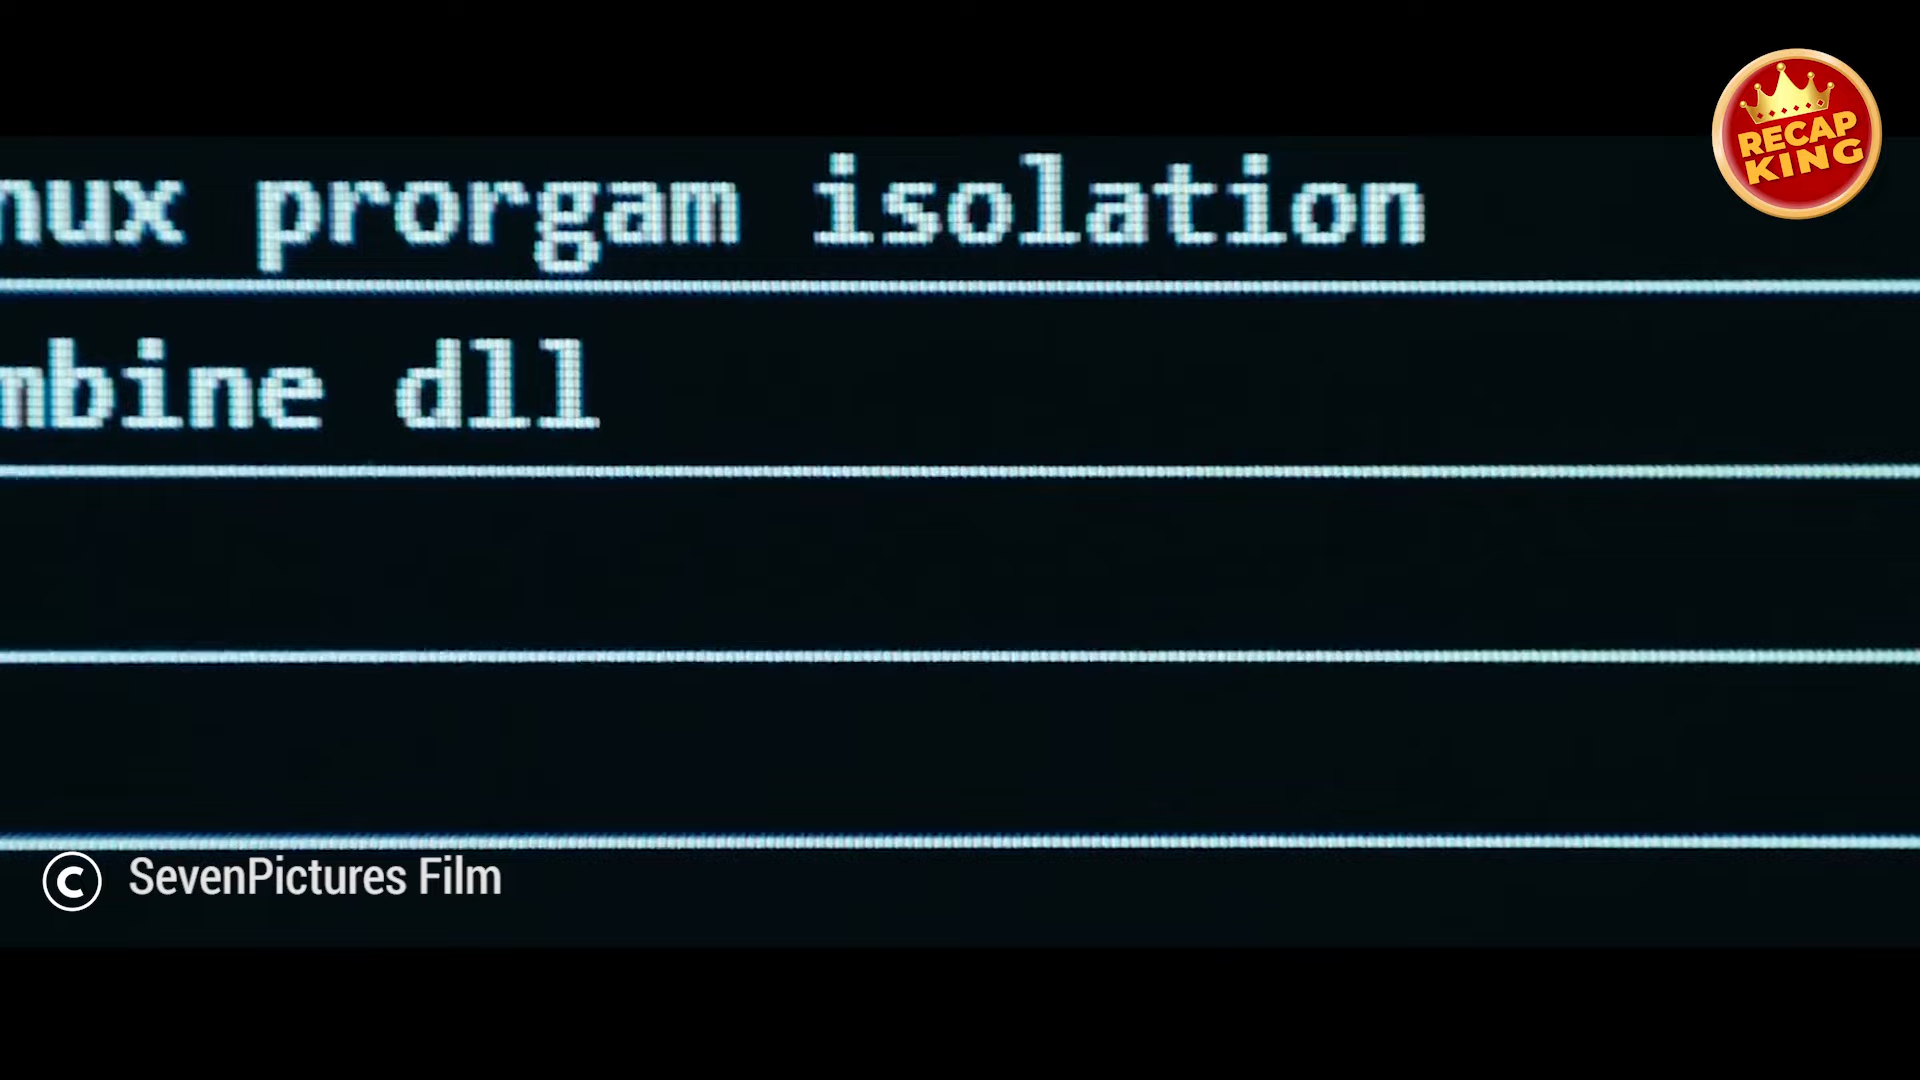 nux prorgam isolation
mbine dll
RECAP
KING
© SevenPictures Film